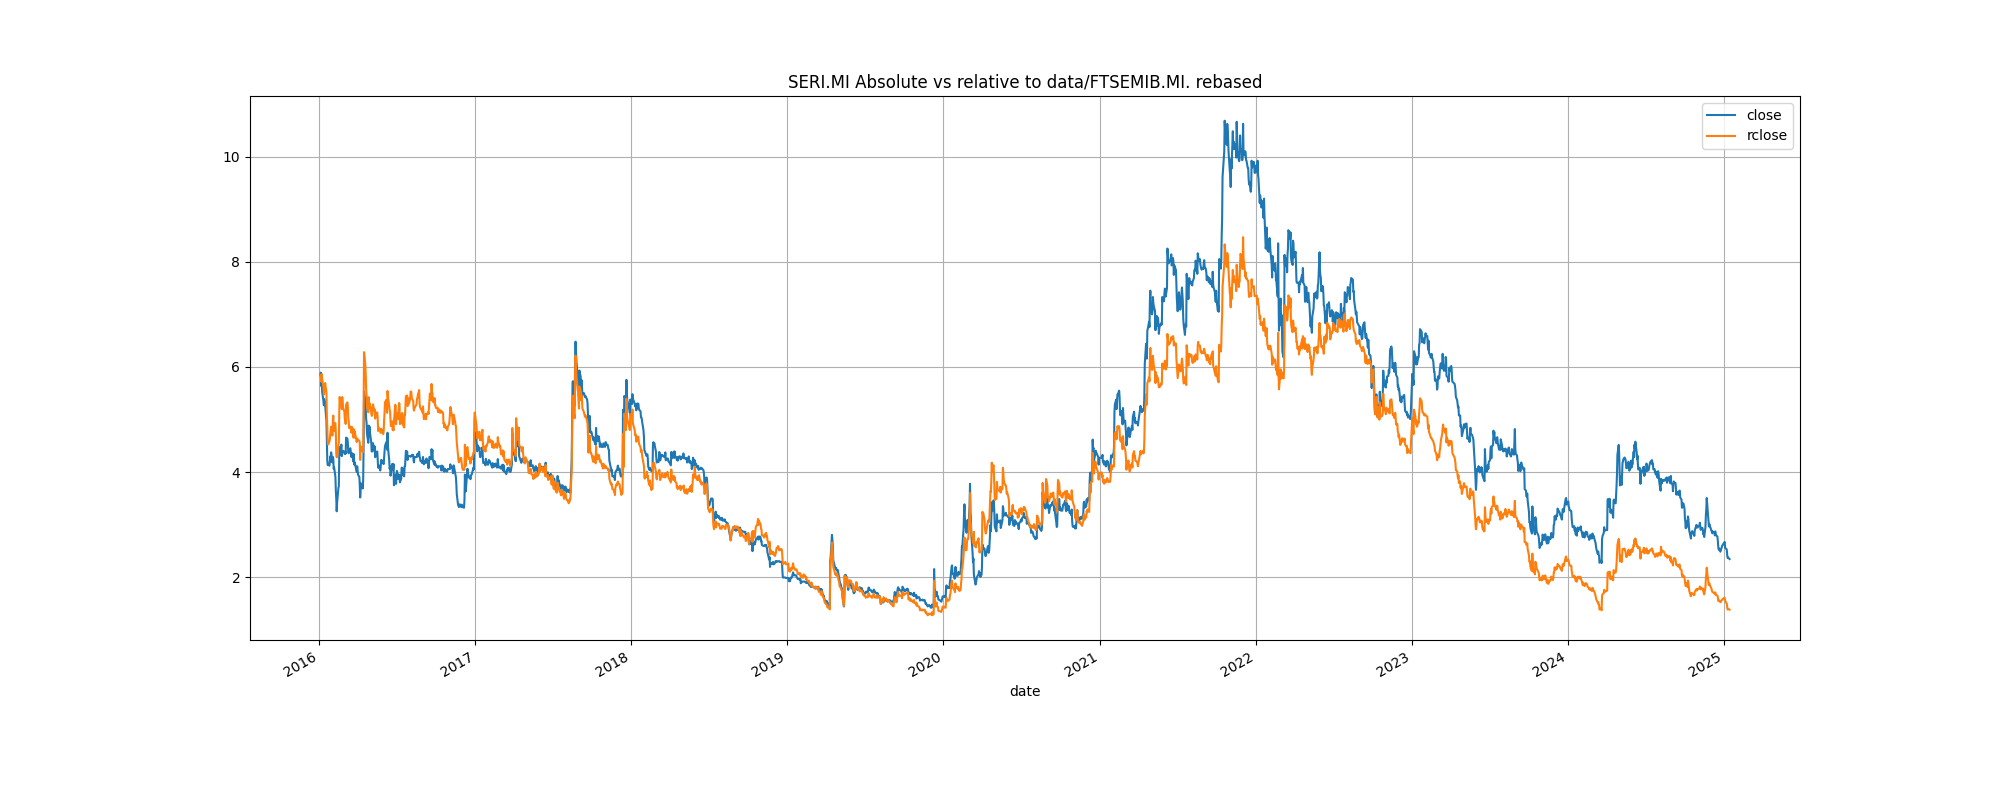 SERI.MI Absolute vs relative to data/FTSEMIB.MI. rebased
close
rclose
10
8
6
4
2
2016 2017 2018 2019 2020 2021 2022 2023 2024 2025
date